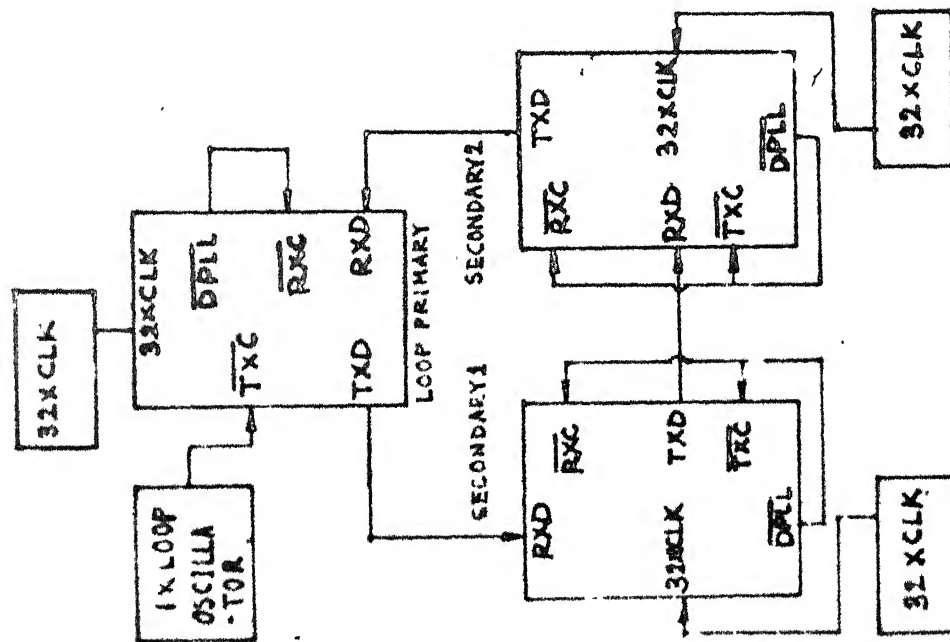 32XCLK
1X LOOP
OSCILLA
-TOR
32XCLK
DPLL
TXC
RXC
TXD
RXD
LOOP PRIMARY
SECONDARY1
SECONDARY2
RXD
RXC
32XCLK
TXD
TXC
DPLL
TXD
RXC
32XCLK
RXD
TXC
DPLL
32XCLK
32XCLK